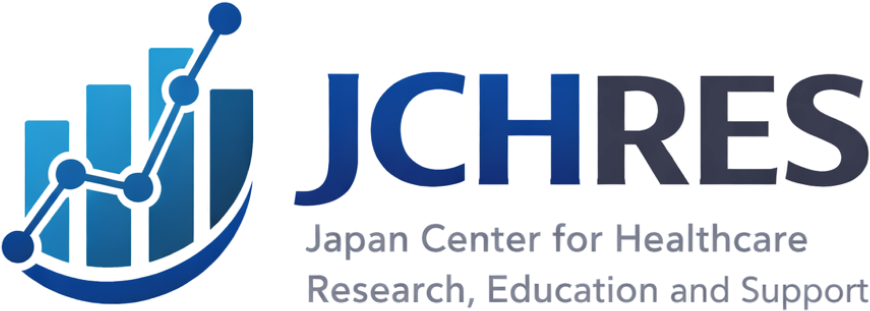 JCHRES
Japan Center for Healthcare
Research, Education and Support